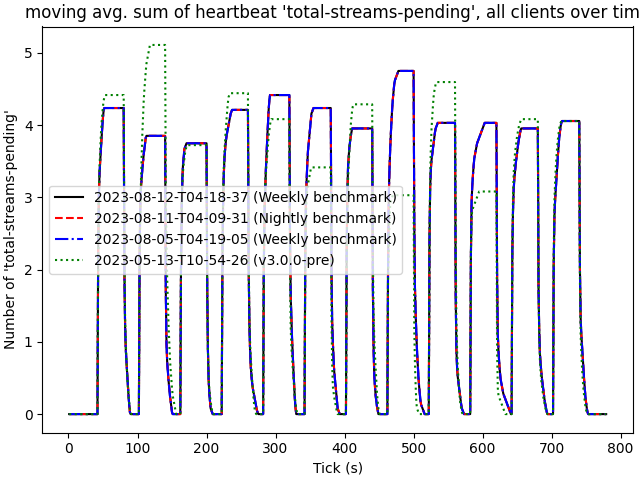 moving avg. sum of heartbeat 'total-streams-pending', all clients over tim
Number of 'total-streams-pending'
5
4
3
2
1
0
2023-08-12-T04-18-37 (Weekly benchmark)
2023-08-11-T04-09-31 (Nightly benchmark)
2023-08-05-T04-19-05 (Weekly benchmark)
2023-05-13-T10-54-26 (v3.0.0-pre)
0 100 200 300 400 500 600 700 800
Tick (s)